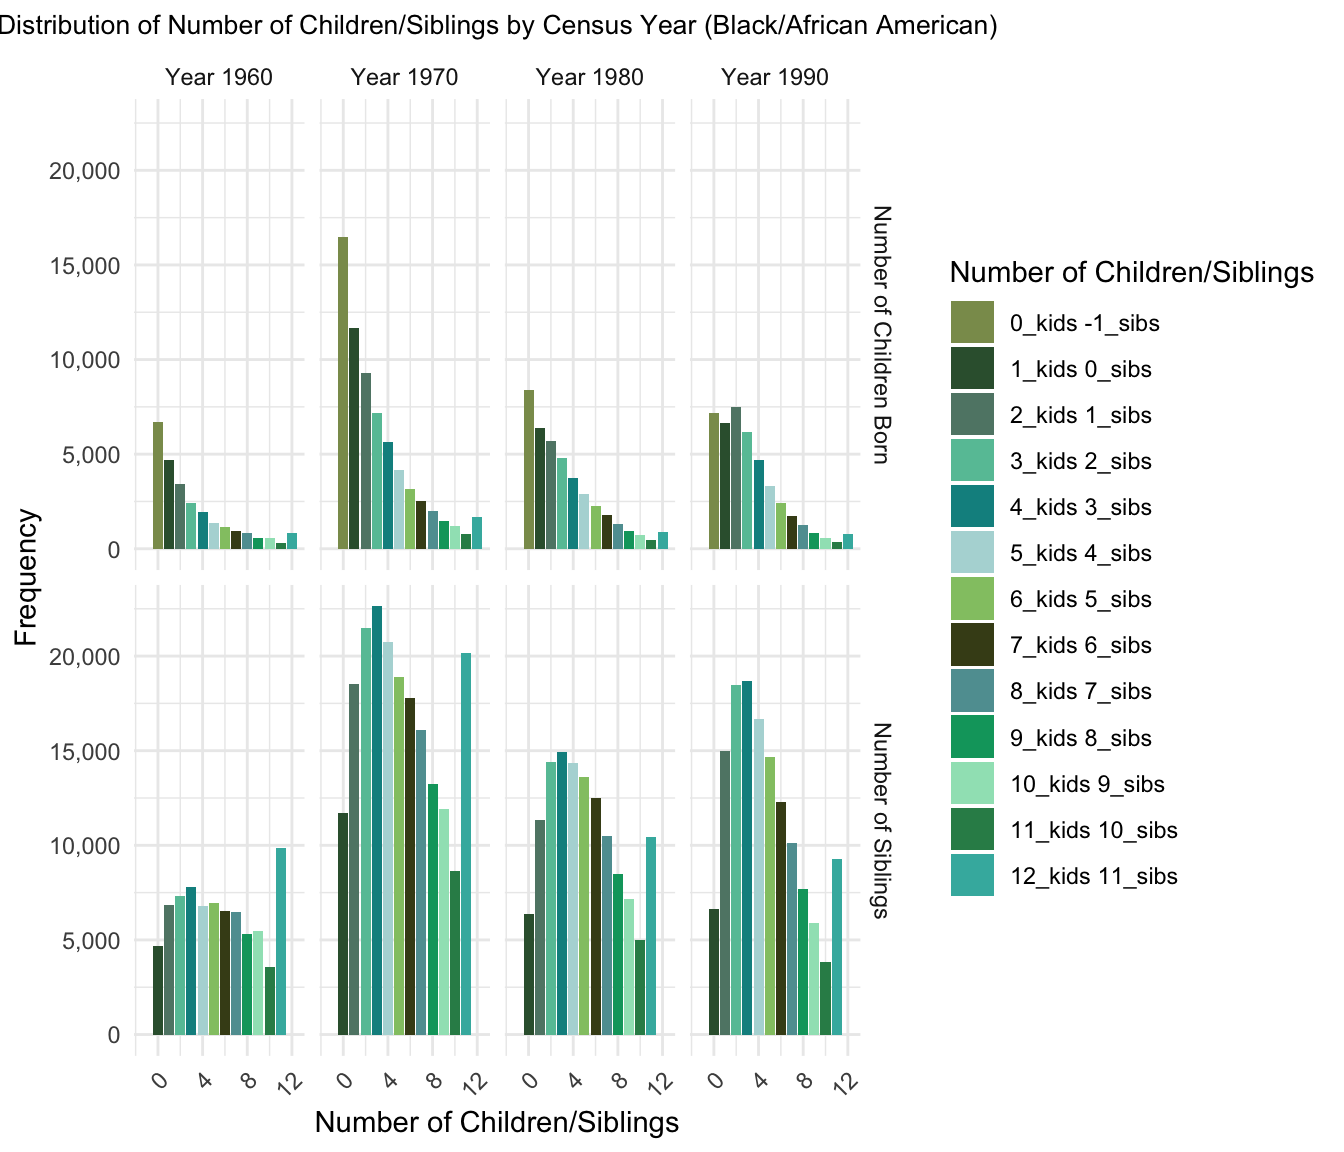 Distribution of Number of Children/Siblings by Census Year (Black/African American)
Year 1960 Year 1970 Year 1980 Year 1990
20,000
15,000
10,000
5,000
0
Number of Children Born
20,000
15,000
10,000
5,000
0
Number of Siblings
0 4 8 12 0 4 8 12 0 4 8 12 0 4 8 12
Number of Children/Siblings
Frequency
Number of Children/Siblings
0_kids -1_sibs
1_kids 0_sibs
2_kids 1_sibs
3_kids 2_sibs
4_kids 3_sibs
5_kids 4_sibs
6_kids 5_sibs
7_kids 6_sibs
8_kids 7_sibs
9_kids 8_sibs
10_kids 9_sibs
11_kids 10_sibs
12_kids 11_sibs